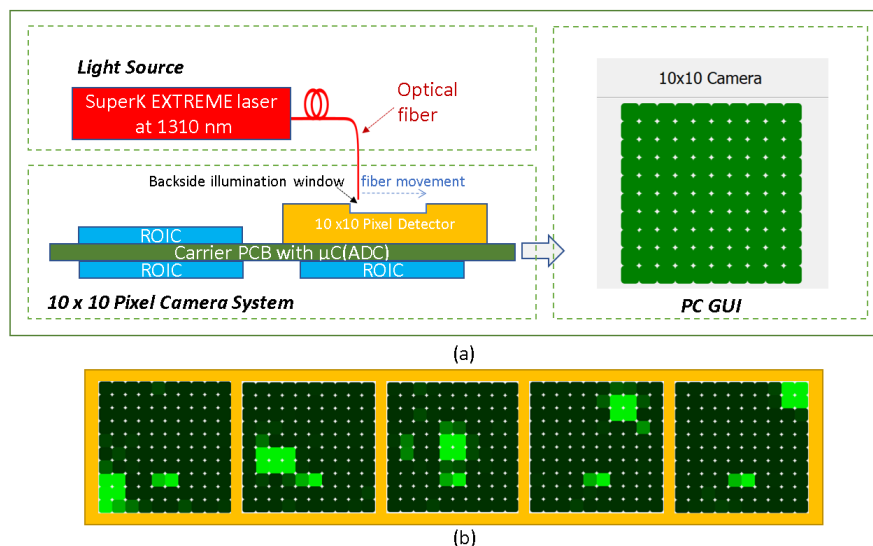 Light Source
SuperK EXTREME laser
at 1310 nm
Optical
fiber
Backside illumination window
fiber movement
10 x10 Pixel Detector
ROIC
Carrier PCB with µC(ADC)
ROIC
ROIC
10 x 10 Pixel Camera System
10x10 Camera
PC GUI
(a)
(b)